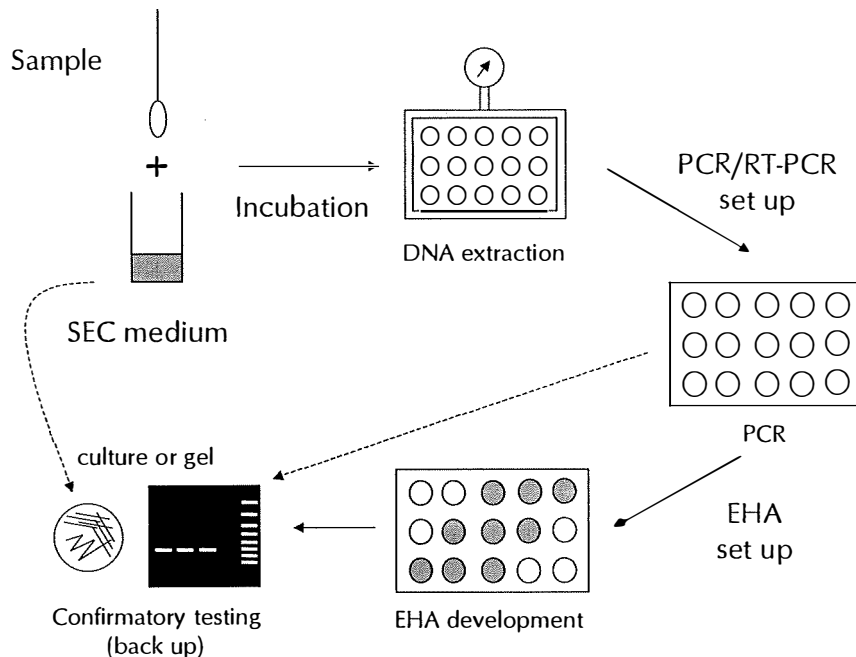 Sample
+
Incubation
SEC medium
DNA extraction
PCR/RT-PCR
set up
PCR
EHA
set up
EHA development
culture or gel
Confirmatory testing
(back up)